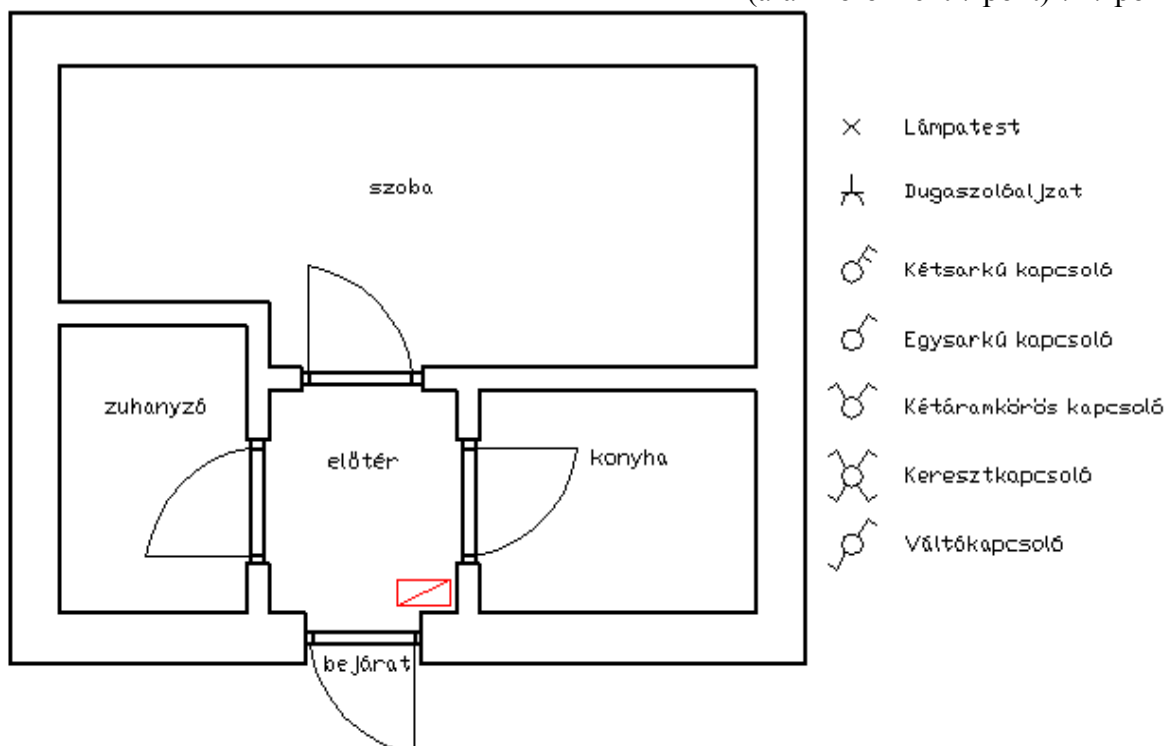 szoba
zuhanyzó
előtér
konyha
bejárat
Lámpatest
Dugaszolóaljzat
Kétsarkú kapcsoló
Egysarkú kapcsoló
Kétáramkörös kapcsoló
Keresztkapcsoló
Váltókapcsoló